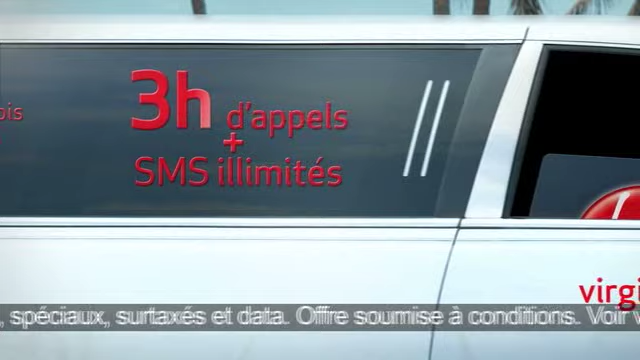 3h d'appels
+
SMS illimités
, spéciaux, surtaxés et data. Offre soumise à conditions. Voir